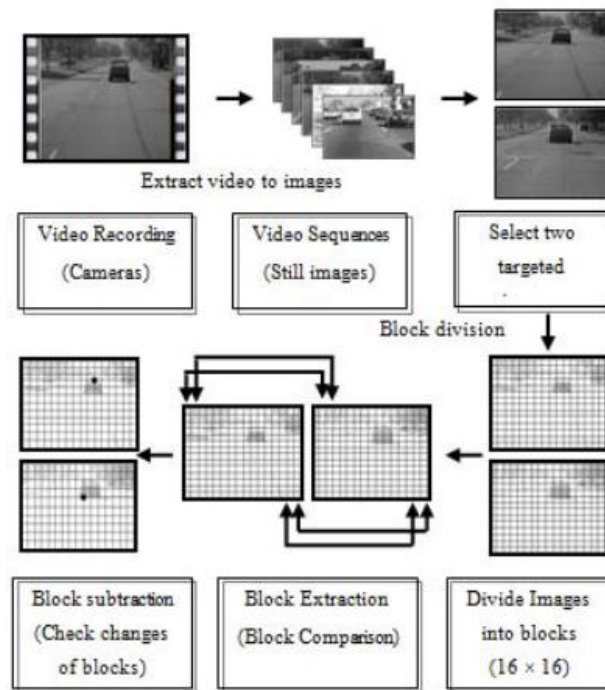 Extract video to images
Video Recording
(Cameras)
Video Sequences
(Still images)
Select two
targeted
Block division
Block subtraction
(Check changes
of blocks)
Block Extraction
(Block Comparison)
Divide Images
into blocks
(16 × 16)